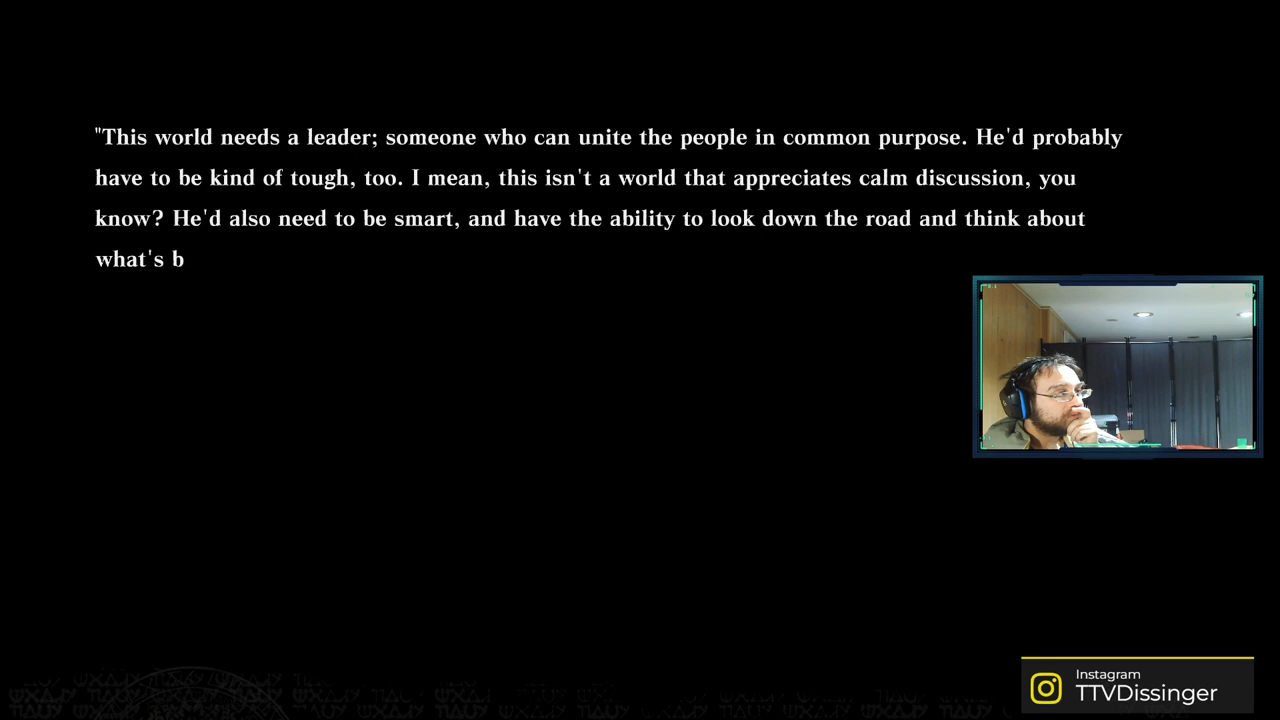 "This world needs a leader; someone who can unite the people in common purpose. He'd probably
have to be kind of tough, too. I mean, this isn't a world that appreciates calm discussion, you
know? He'd also need to be smart, and have the ability to look down the road and think about
what's b
Instagram
TTVDissinger